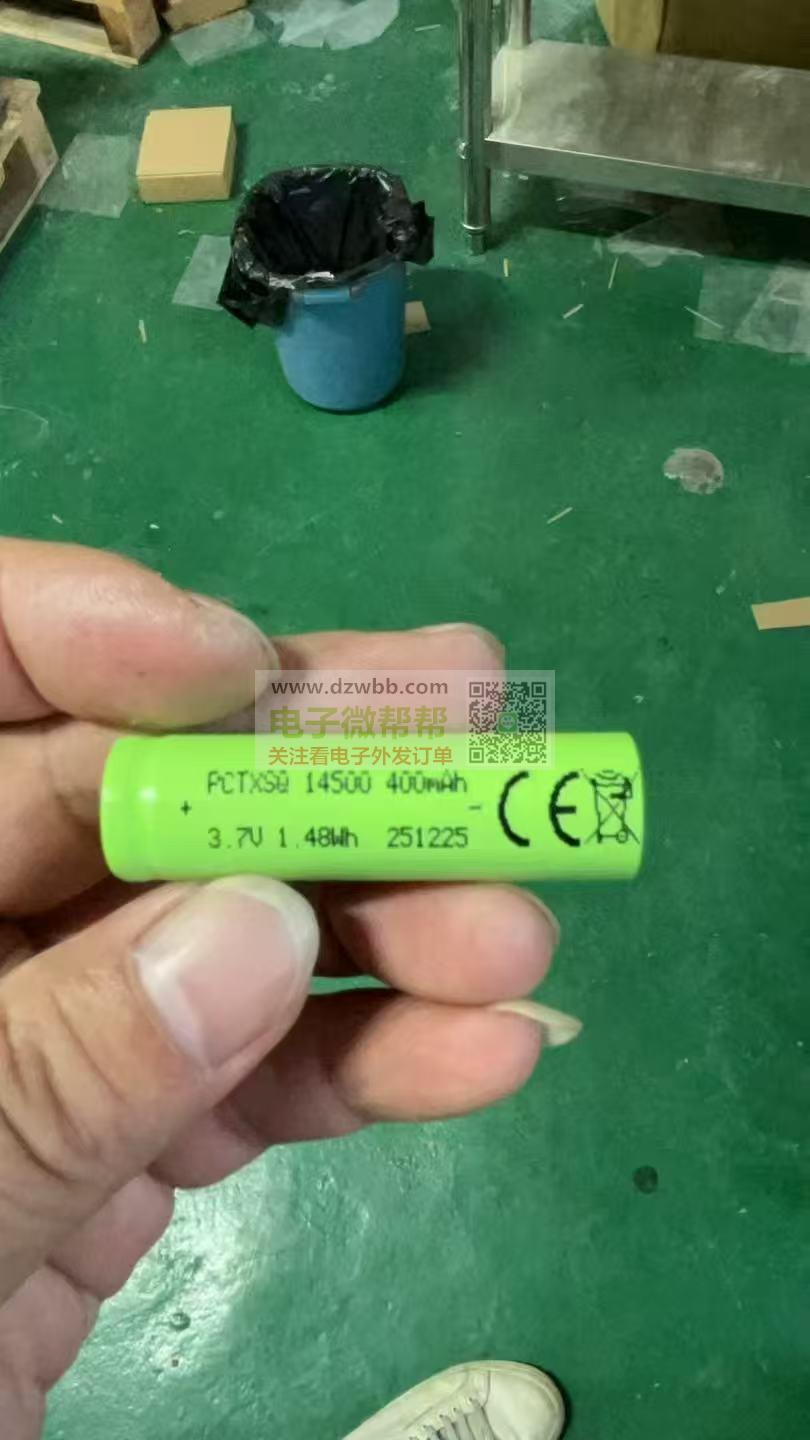 www.dzwbb.com
电子微帮帮
关注看电子外发订单
PCTXSQ 14500 400mAh
+ -
3.7V 1.48Wh 251225
CE